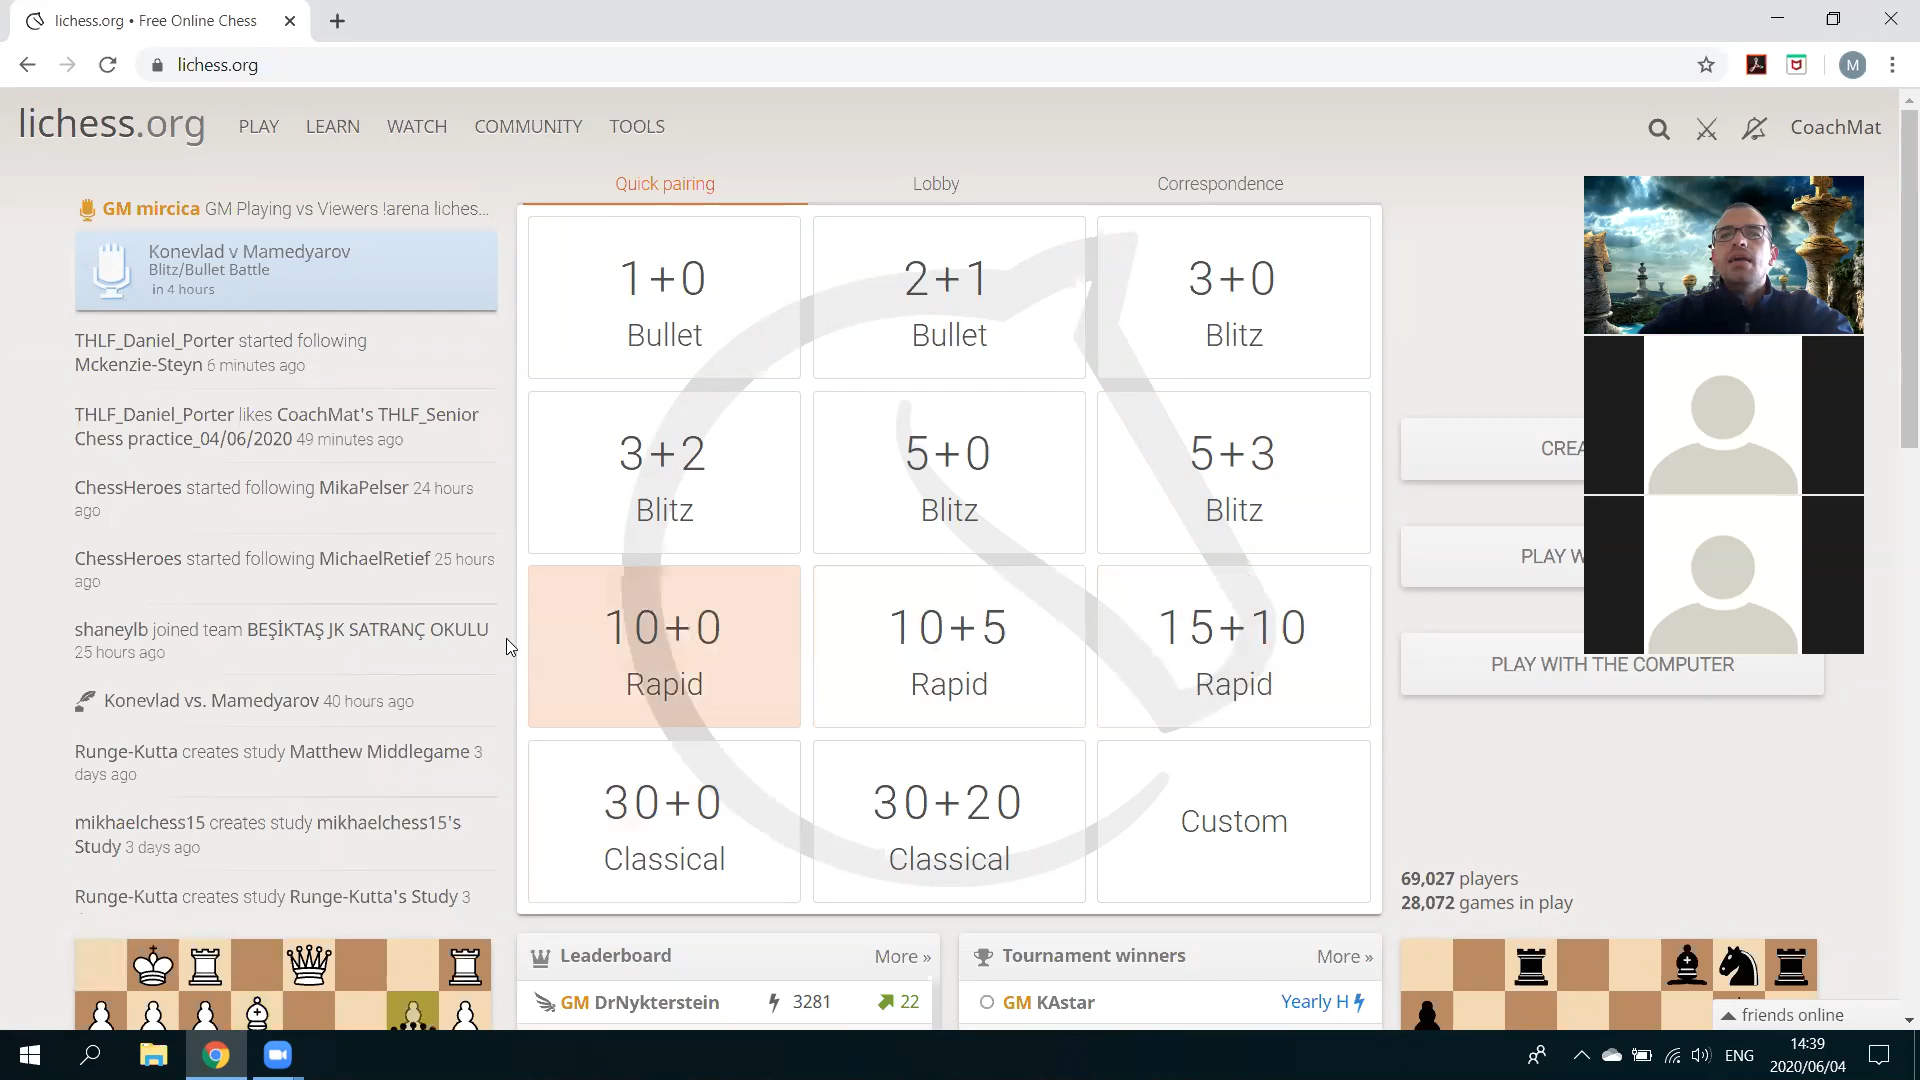 lichess.org • Free Online Chess
lichess.org
M
lichess.org
PLAY LEARN WATCH COMMUNITY TOOLS
CoachMat
GM mircica GM Playing vs Viewers !arena liches...
Konevlad v Mamedyarov
Blitz/Bullet Battle
in 4 hours
THLF_Daniel_Porter started following
Mckenzie-Steyn 6 minutes ago
THLF_Daniel_Porter likes CoachMat's THLF_Senior
Chess practice_04/06/2020 49 minutes ago
ChessHeroes started following MikaPelser 24 hours
ago
ChessHeroes started following MichaelRetief 25 hours
ago
shaneylb joined team BEŞİKTAŞ JK SATRANÇ OKULU
25 hours ago
Konevlad vs. Mamedyarov 40 hours ago
Runge-Kutta creates study Matthew Middlegame 3
days ago
mikhaelchess15 creates study mikhaelchess15's
Study 3 days ago
Runge-Kutta creates study Runge-Kutta's Study 3
Quick pairing Lobby Correspondence
1+0 2+1 3+0
Bullet Bullet Blitz
3+2 5+0 5+3
Blitz Blitz Blitz
10+0 10+5 15+10
Rapid Rapid Rapid
30+0 30+20 Custom
Classical Classical
CREA
PLAY W
PLAY WITH THE COMPUTER
69,027 players
28,072 games in play
Leaderboard More »
GM DrNykterstein 3281 22
Tournament winners More »
GM KAstar Yearly H
friends online
ENG
14:39
2020/06/04